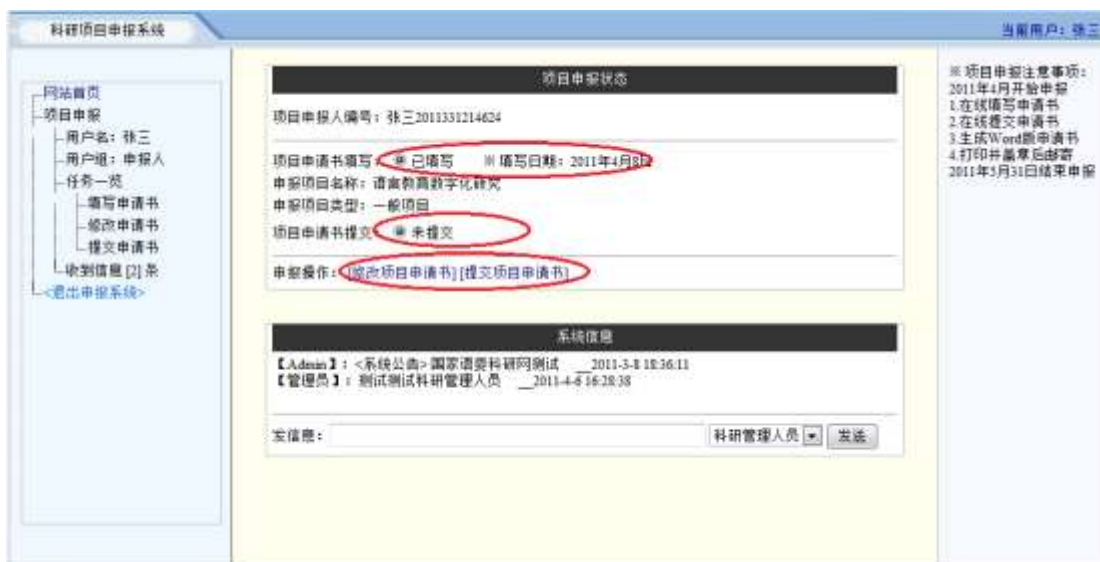 科研项目申报系统
当前用户：张三
网站首页
项目申报
用户名：张三
用户组：申报人
任务一览
填写申请书
修改申请书
提交申请书
收到信息 [2] 条
<退出申报系统>
项目申报状态
项目申报人编号：张三2011331214624
项目申请书填写： 已填写 ※ 填写日期：2011年4月8日
申报项目名称：语言教育数字化研究
申报项目类型：一般项目
项目申请书提交： 未提交
申报操作：[修改项目申请书] [提交项目申请书]
系统信息
【Admin】：<系统公告> 国家语委科研网测试 __2011-3-8 18:36:11
【管理员】：测试测试科研管理人员 __2011-4-6 16:28:38
发信息： 科研管理人员 发送
※ 项目申报注意事项：
2011年4月开始申报
1.在线填写申请书
2.在线提交申请书
3.生成Word版申请书
4.打印并盖章后邮寄
2011年5月31日结束申报